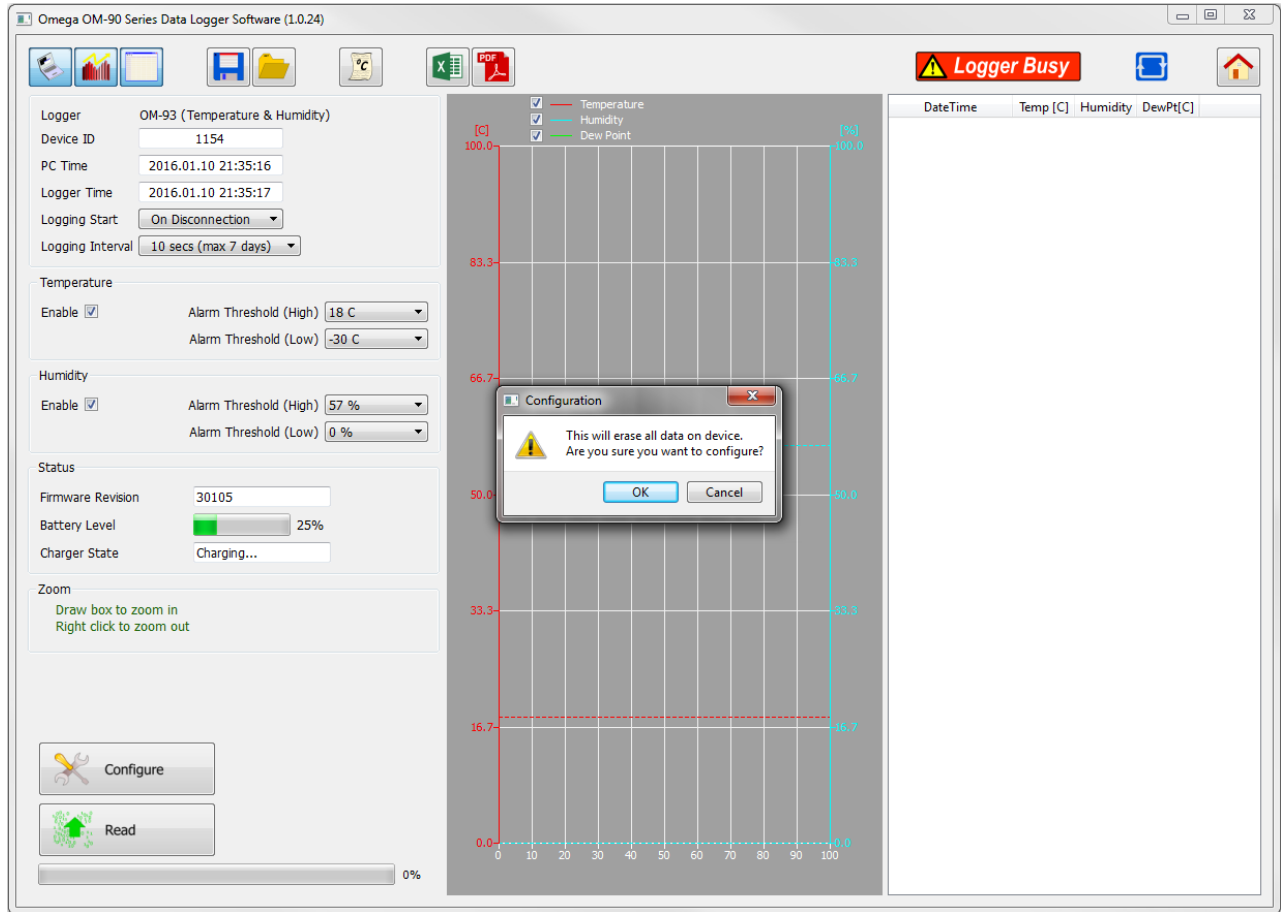 Omega OM-90 Series Data Logger Software (1.0.24)
°C
PDF
Logger Busy
Logger OM-93 (Temperature & Humidity)
Device ID 1154
PC Time 2016.01.10 21:35:16
Logger Time 2016.01.10 21:35:17
Logging Start On Disconnection
Logging Interval 10 secs (max 7 days)
Temperature
Enable Alarm Threshold (High) 18 C
Alarm Threshold (Low) -30 C
Humidity
Enable Alarm Threshold (High) 57 %
Alarm Threshold (Low) 0 %
Status
Firmware Revision 30105
Battery Level 25%
Charger State Charging...
Zoom
Draw box to zoom in
Right click to zoom out
Configure
Read
0%
Temperature
Humidity
Dew Point
[C] [%]
100.0 100.0
83.3 83.3
66.7 66.7
50.0 50.0
33.3 33.3
16.7 16.7
0.0 0.0
0 10 20 30 40 50 60 70 80 90 100
Configuration
This will erase all data on device.
Are you sure you want to configure?
OK Cancel
DateTime Temp [C] Humidity DewPt[C]